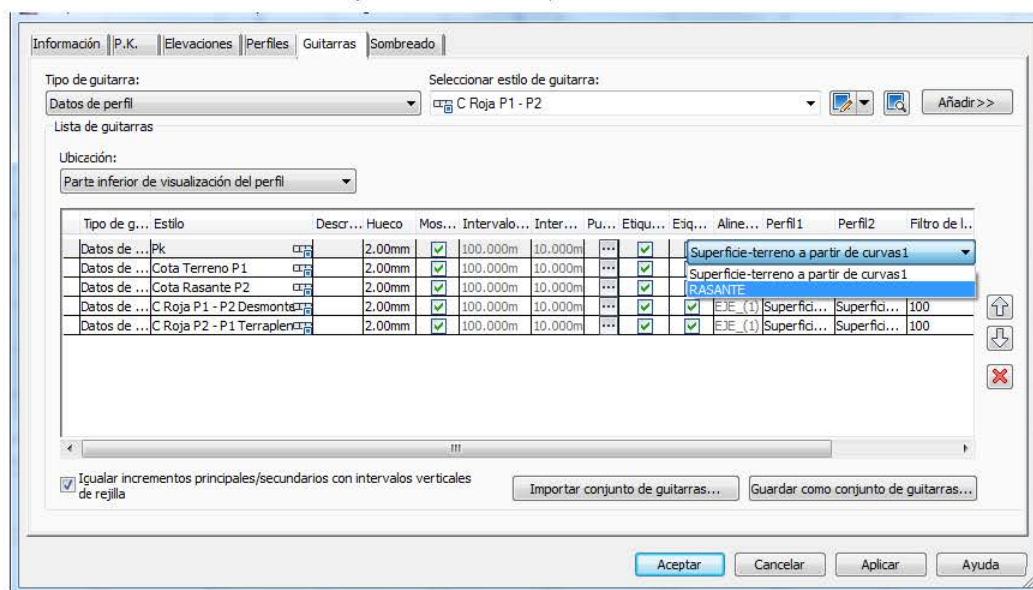 Información P.K. Elevaciones Perfiles Guitarras Sombreado
Tipo de guitarra: Seleccionar estilo de guitarra:
Datos de perfil C Roja P1 - P2 Añadir>>
Lista de guitarras
Ubicación:
Parte inferior de visualización del perfil
Tipo de g... Estilo Descr... Hueco Mos... Intervalo... Inter... Pu... Etiqu... Etiq... Aline... Perfil1 Perfil2 Filtro de l...
Datos de ... Pk 2.00mm 100.000m 10.000m ... Superficie-terreno a partir de curvas1
Datos de ... Cota Terreno P1 2.00mm 100.000m 10.000m ... Superficie-terreno a partir de curvas1
Datos de ... Cota Rasante P2 2.00mm 100.000m 10.000m ... RASANTE
Datos de ... C Roja P1 - P2 Desmonte 2.00mm 100.000m 10.000m ... EJE_(1) Superfici... Superfici... 100
Datos de ... C Roja P2 - P1 Terraplen 2.00mm 100.000m 10.000m ... EJE_(1) Superfici... Superfici... 100
Igualar incrementos principales/secundarios con intervalos verticales
de rejilla
Importar conjunto de guitarras... Guardar como conjunto de guitarras...
Aceptar Cancelar Aplicar Ayuda